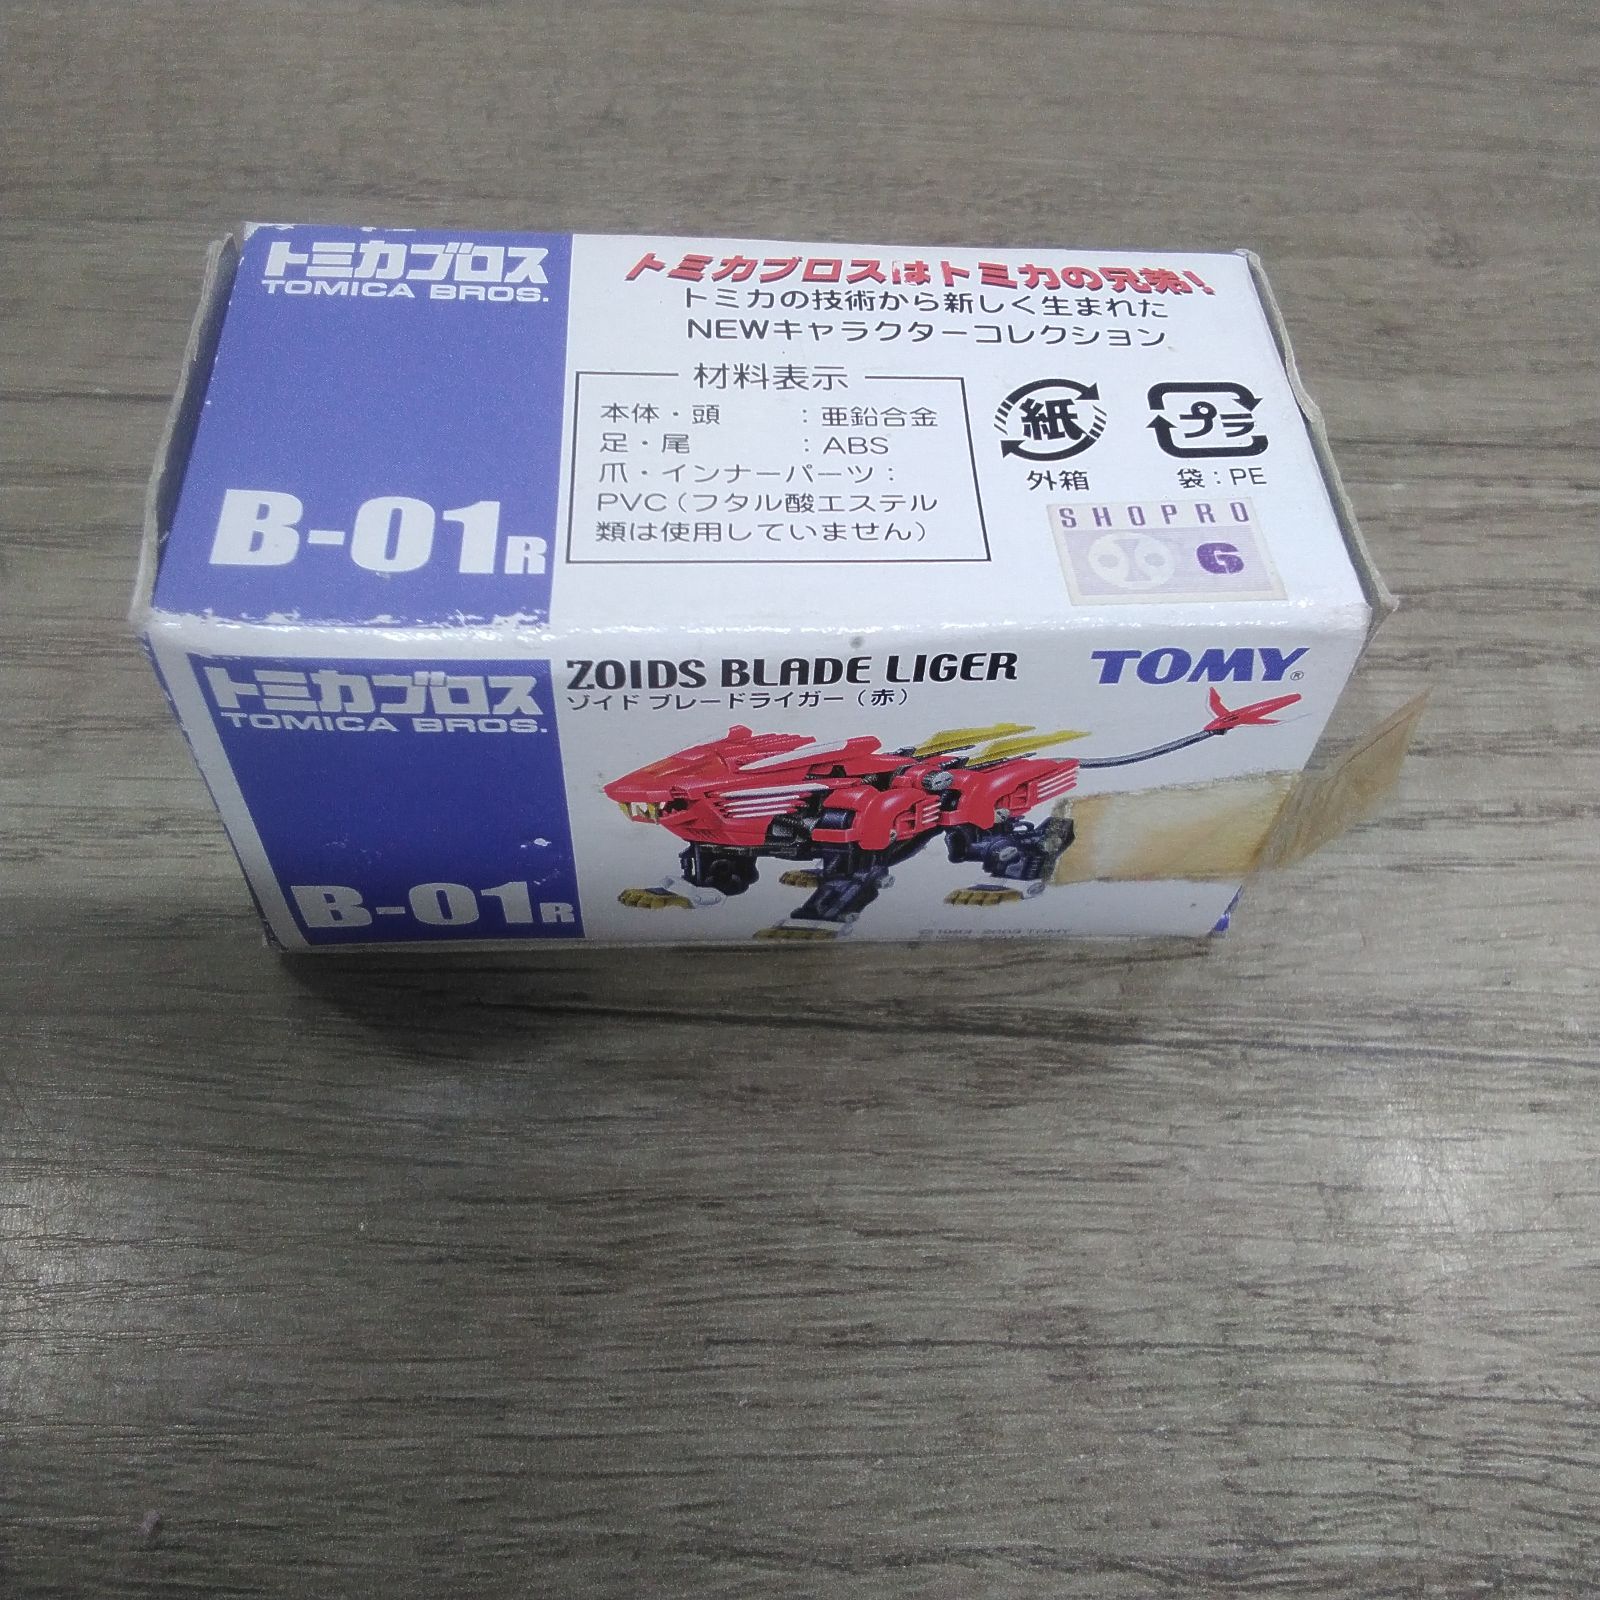 トミカブロス
TOMICA BROS.
B-01R
トミカブロスはトミカの兄弟!
トミカの技術から新しく生まれた
NEWキャラクターコレクション
材料表示
本体・頭 : 亜鉛合金
足・尾 : ABS
爪・インナーパーツ :
PVC(フタル酸エステル
類は使用していません)
紙
外箱
プラ
袋 : PE
SHOPRO
G
トミカブロス
TOMICA BROS.
B-01R
ZOIDS BLADE LIGER
ゾイド ブレードライガー(赤)
TOMY®
TOMY